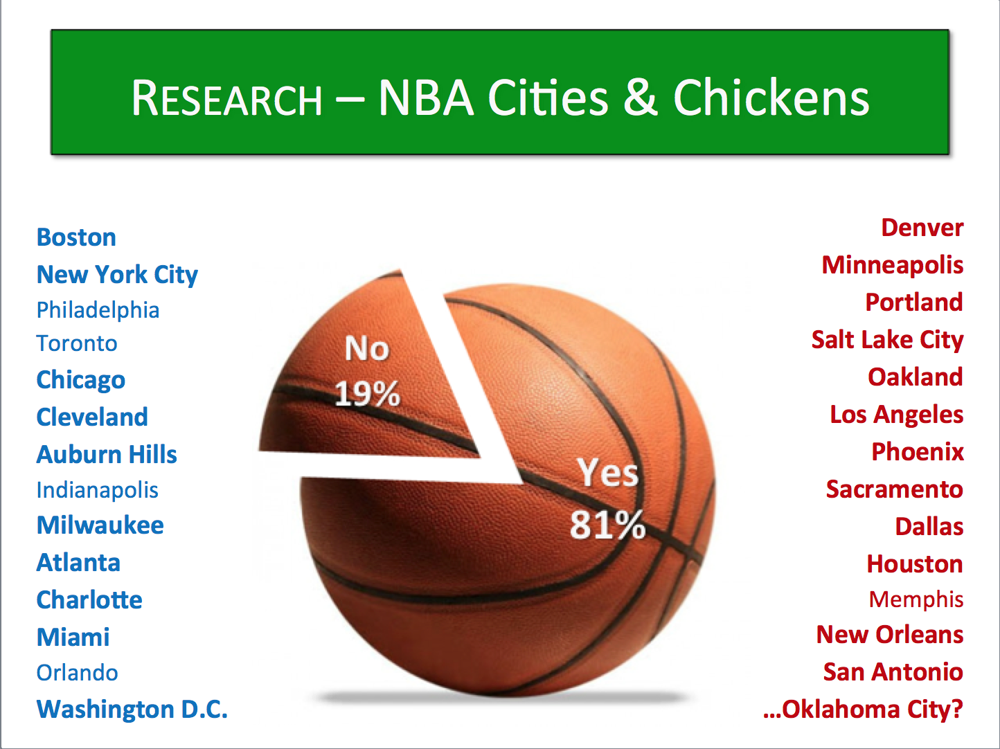 RESEARCH – NBA Cities & Chickens
Boston
New York City
Philadelphia
Toronto
Chicago
Cleveland
Auburn Hills
Indianapolis
Milwaukee
Atlanta
Charlotte
Miami
Orlando
Washington D.C.
No
19%
Yes
81%
Denver
Minneapolis
Portland
Salt Lake City
Oakland
Los Angeles
Phoenix
Sacramento
Dallas
Houston
Memphis
New Orleans
San Antonio
...Oklahoma City?